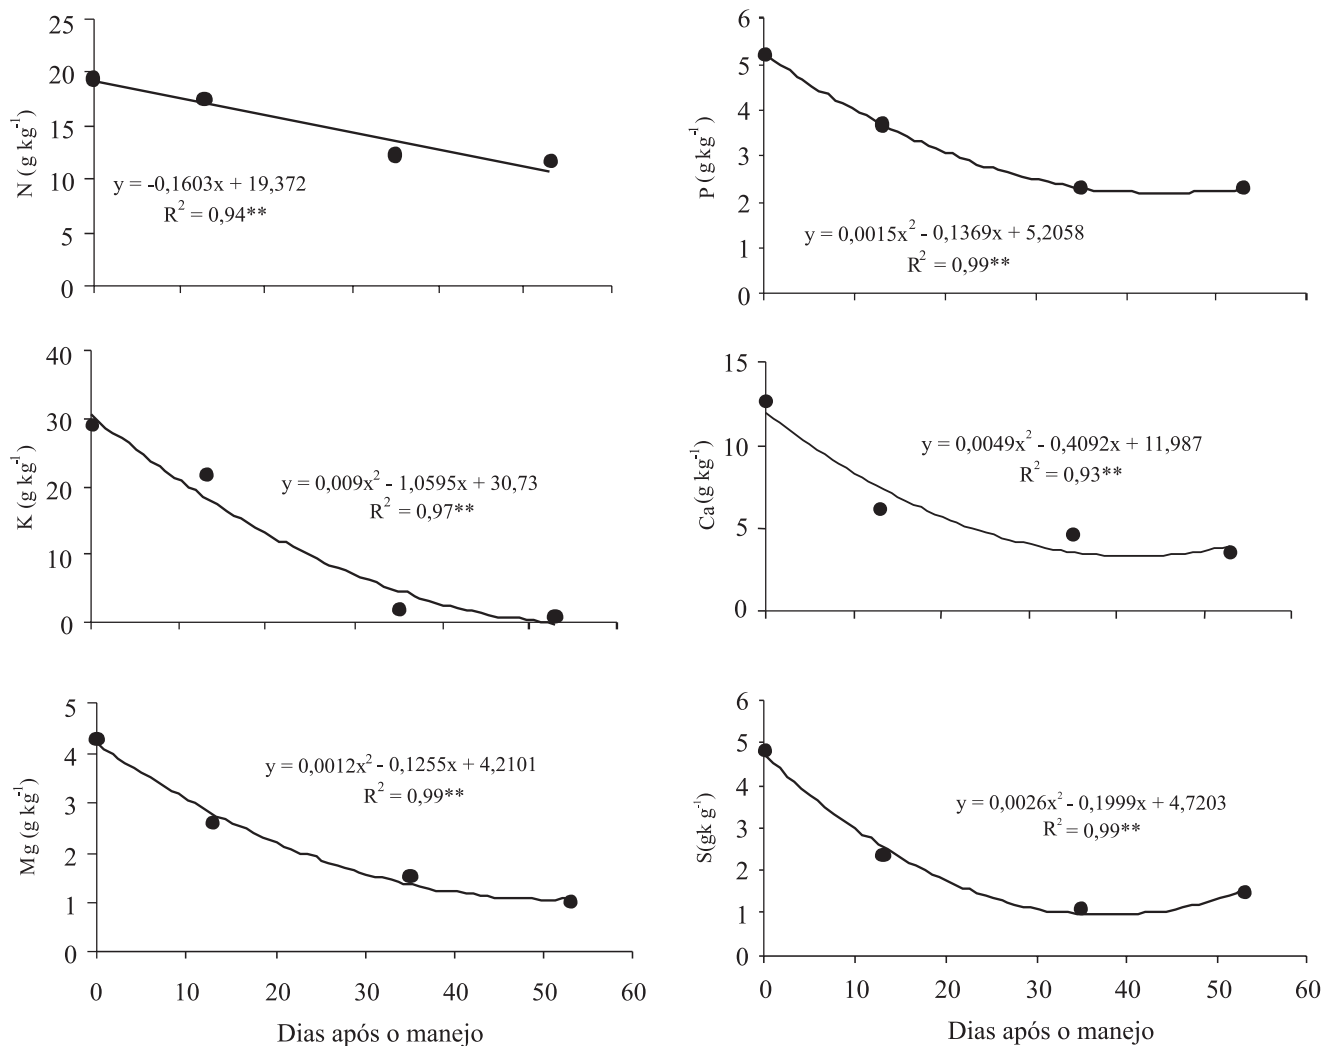 25
20
15
10
5
0
N (g kg⁻¹)
y = -0,1603x + 19,372
R² = 0,94**
6
5
4
3
2
1
0
P (g kg⁻¹)
y = 0,0015x² - 0,1369x + 5,2058
R² = 0,99**
40
30
20
10
0
K (g kg⁻¹)
y = 0,009x² - 1,0595x + 30,73
R² = 0,97**
15
10
5
0
Ca (g kg⁻¹)
y = 0,0049x² - 0,4092x + 11,987
R² = 0,93**
5
4
3
2
1
0
Mg (g kg⁻¹)
y = 0,0012x² - 0,1255x + 4,2101
R² = 0,99**
0 10 20 30 40 50 60
Dias após o manejo
6
5
4
3
2
1
0
S(gk g⁻¹)
y = 0,0026x² - 0,1999x + 4,7203
R² = 0,99**
0 10 20 30 40 50 60
Dias após o manejo